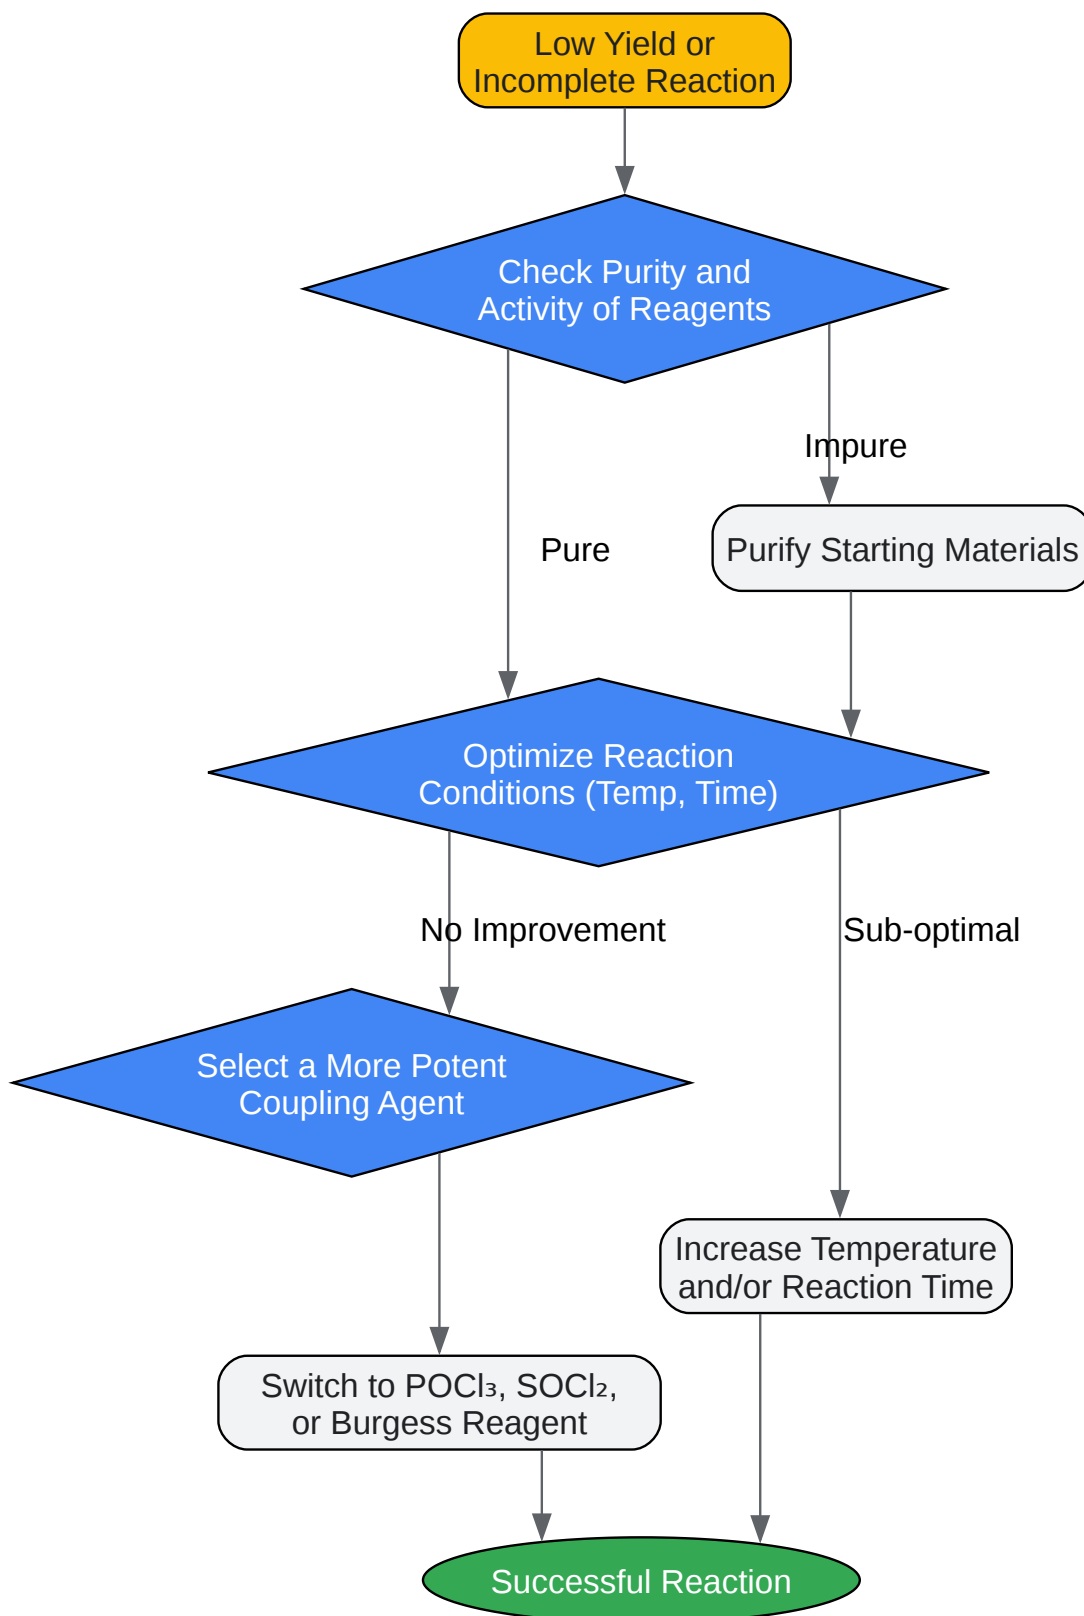 Low Yield or
Incomplete Reaction
Check Purity and
Activity of Reagents
Impure
Pure
Purify Starting Materials
Optimize Reaction
Conditions (Temp, Time)
No Improvement
Sub-optimal
Select a More Potent
Coupling Agent
Increase Temperature
and/or Reaction Time
Switch to POCl₃, SOCl₂,
or Burgess Reagent
Successful Reaction